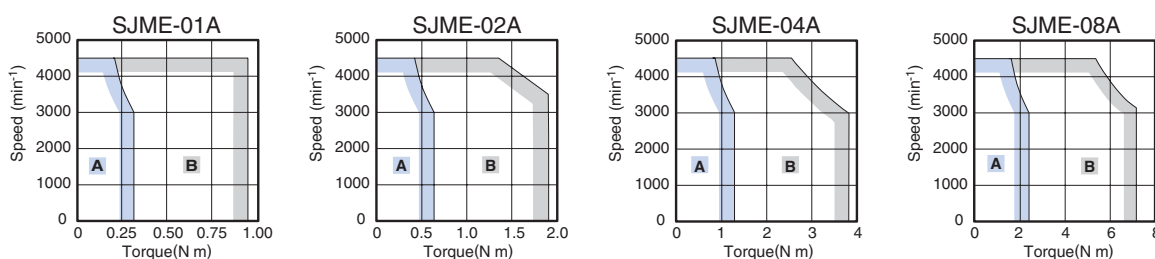 SJME-01A
5000
4000
3000
2000
1000
0
Speed (min-1)
A
B
0 0.25 0.50 0.75 1.00
Torque(N m)
SJME-02A
5000
4000
3000
2000
1000
0
Speed (min-1)
A
B
0 0.5 1.0 1.5 2.0
Torque(N m)
SJME-04A
5000
4000
3000
2000
1000
0
Speed (min-1)
A
B
0 1 2 3 4
Torque(N m)
SJME-08A
5000
4000
3000
2000
1000
0
Speed (min-1)
A
B
0 2 4 6 8
Torque(N m)